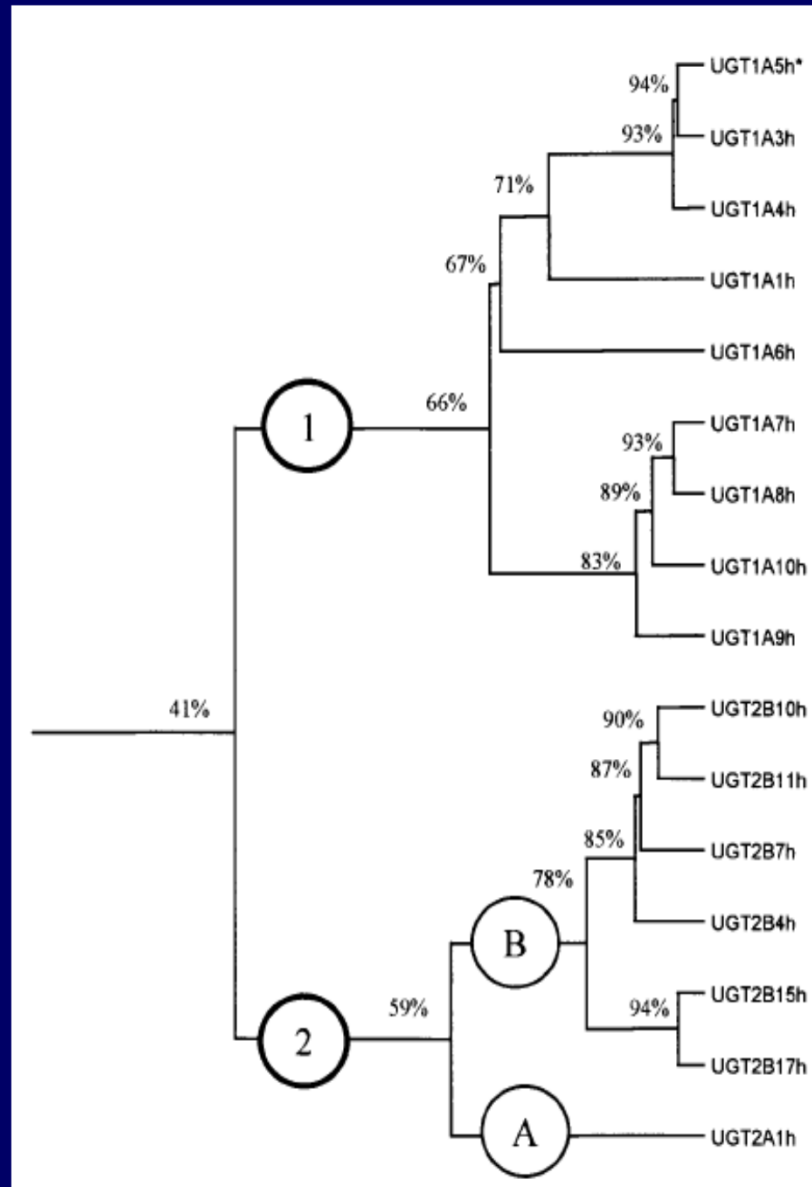 UGT1A5h*
94%
UGT1A3h
93%
71%
UGT1A4h
67%
UGT1A1h
UGT1A6h
66%
1
UGT1A7h
93%
UGT1A8h
89%
UGT1A10h
83%
UGT1A9h
41%
UGT2B10h
90%
UGT2B11h
87%
UGT2B7h
85%
78%
UGT2B4h
B
UGT2B15h
94%
59%
2
UGT2B17h
A
UGT2A1h